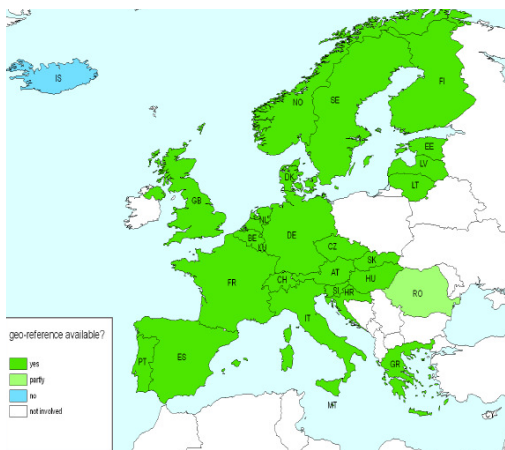 IS
FI
NO
SE
EE
LV
DK
LT
GB
NL
BE
DE
LU
CZ
SK
FR
CH
AT
HU
SI
HR
RO
IT
PT
ES
GR
MT
geo-reference available?
yes
partly
no
not involved